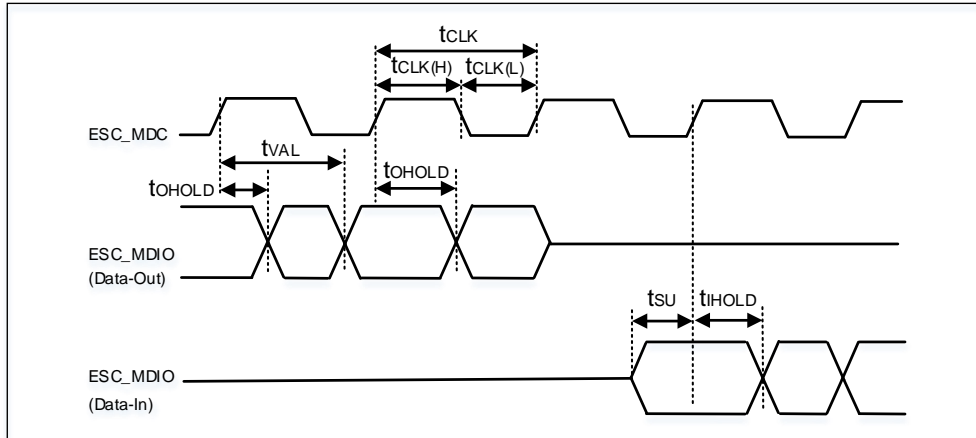 tCLK
tCLK(H) tCLK(L)
ESC_MDC
tVAL
tOHOLD tOHOLD
ESC_MDIO
(Data-Out)
tSU tIHOLD
ESC_MDIO
(Data-In)